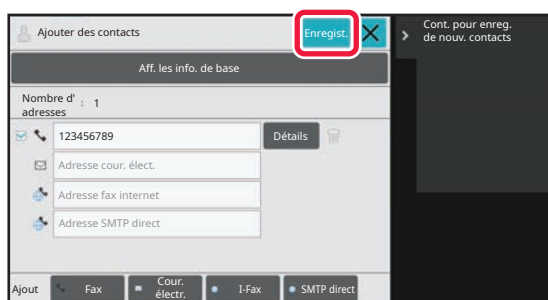 Ajouter des contacts
Enregist.
Cont. pour enreg.
de nouv. contacts
Aff. les info. de base
Nombre d'
adresses : 1
123456789
Détails
Adresse cour. élect.
Adresse fax internet
Adresse SMTP direct
Ajout
Fax
Cour.
électr.
I-Fax
SMTP direct